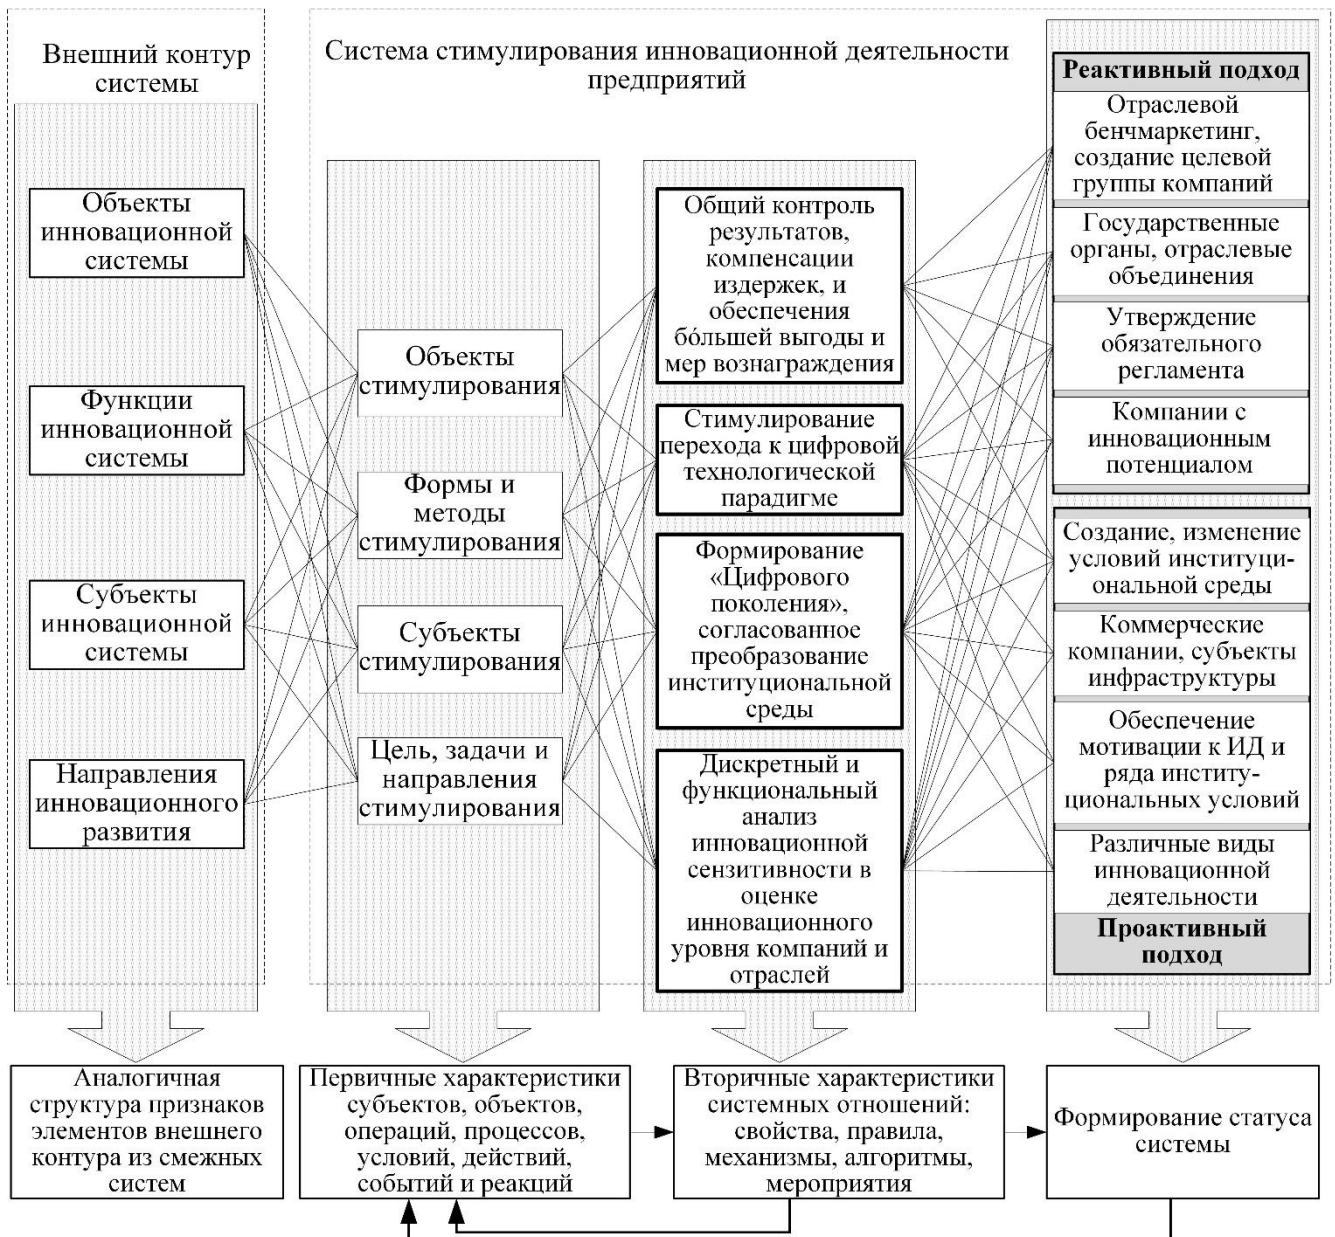 Внешний контур
системы
Система стимулирования инновационной деятельности
предприятий
Объекты
инновационной
системы
Функции
инновационной
системы
Субъекты
инновационной
системы
Направления
инновационного
развития
Объекты
стимулирования
Формы и
методы
стимулирования
Субъекты
стимулирования
Цель, задачи и
направления
стимулирования
Общий контроль
результатов,
компенсации
издержек, и
обеспечения
бо́льшей выгоды и
мер вознаграждения
Стимулирование
перехода к цифровой
технологической
парадигме
Формирование
«Цифрового
поколения»,
согласованное
преобразование
институциональной
среды
Дискретный и
функциональный
анализ
инновационной
сензитивности в
оценке
инновационного
уровня компаний и
отраслей
Реактивный подход
Отраслевой
бенчмаркетинг,
создание целевой
группы компаний
Государственные
органы, отраслевые
объединения
Утверждение
обязательного
регламента
Компании с
инновационным
потенциалом
Создание, изменение
условий институци-
ональной среды
Коммерческие
компании, субъекты
инфраструктуры
Обеспечение
мотивации к ИД и
ряда институ-
циональных условий
Различные виды
инновационной
деятельности
Проактивный
подход
Аналогичная
структура признаков
элементов внешнего
контура из смежных
систем
Первичные характеристики
субъектов, объектов,
операций, процессов,
условий, действий,
событий и реакций
Вторичные характеристики
системных отношений:
свойства, правила,
механизмы, алгоритмы,
мероприятия
Формирование статуса
системы